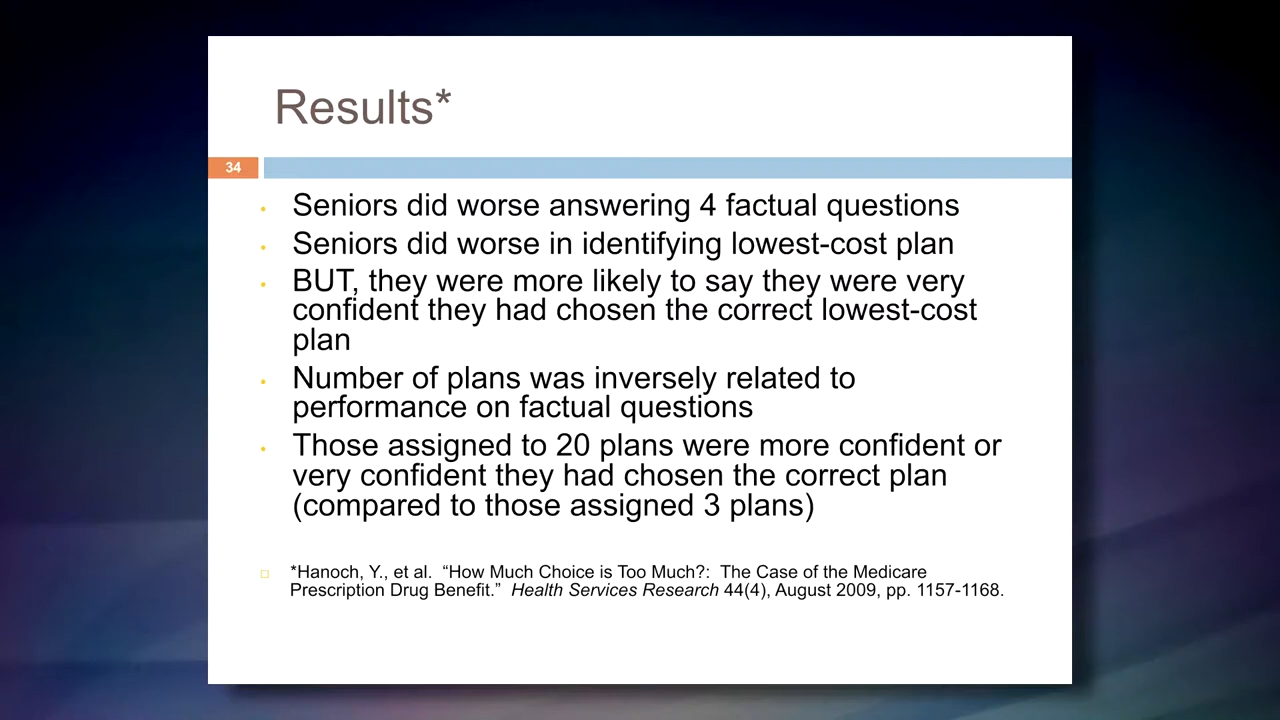 Results*
34
• Seniors did worse answering 4 factual questions
• Seniors did worse in identifying lowest-cost plan
• BUT, they were more likely to say they were very
confident they had chosen the correct lowest-cost
plan
• Number of plans was inversely related to
performance on factual questions
• Those assigned to 20 plans were more confident or
very confident they had chosen the correct plan
(compared to those assigned 3 plans)
*Hanoch, Y., et al. “How Much Choice is Too Much?: The Case of the Medicare
Prescription Drug Benefit.” Health Services Research 44(4), August 2009, pp. 1157-1168.